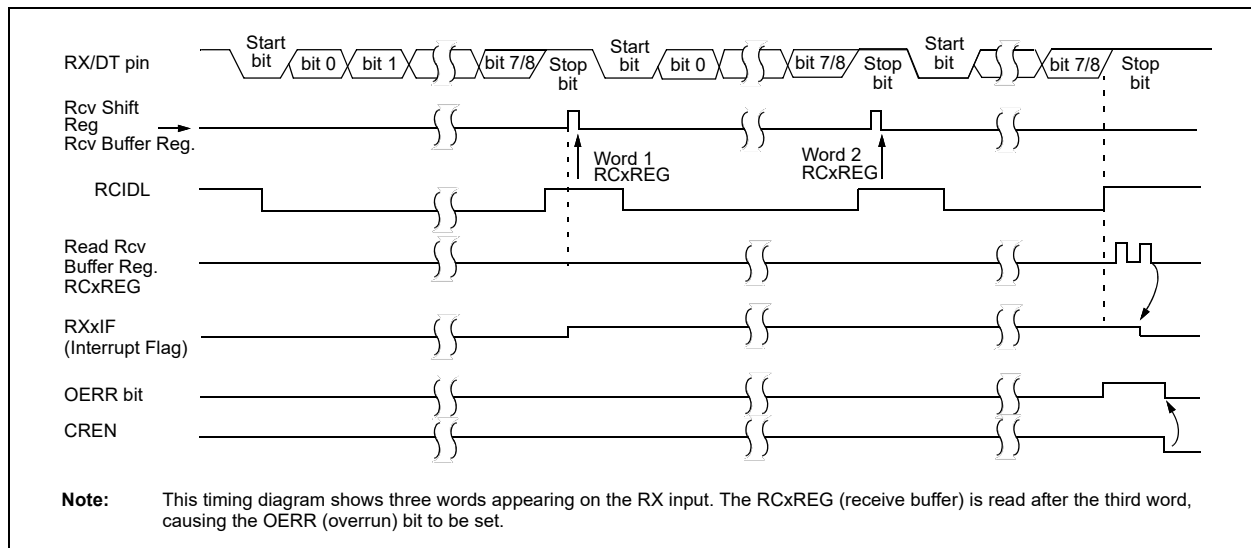 Start bit
bit 0
bit 1
bit 7/8
Stop bit
Start bit
bit 0
bit 7/8
Stop bit
Start bit
bit 7/8
Stop bit
RX/DT pin
Rcv Shift
Reg
Rcv Buffer Reg.
Word 1
RCxREG
Word 2
RCxREG
RCIDL
Read Rcv
Buffer Reg.
RCxREG
RXxIF
(Interrupt Flag)
OERR bit
CREN
Note: This timing diagram shows three words appearing on the RX input. The RCxREG (receive buffer) is read after the third word,
causing the OERR (overrun) bit to be set.